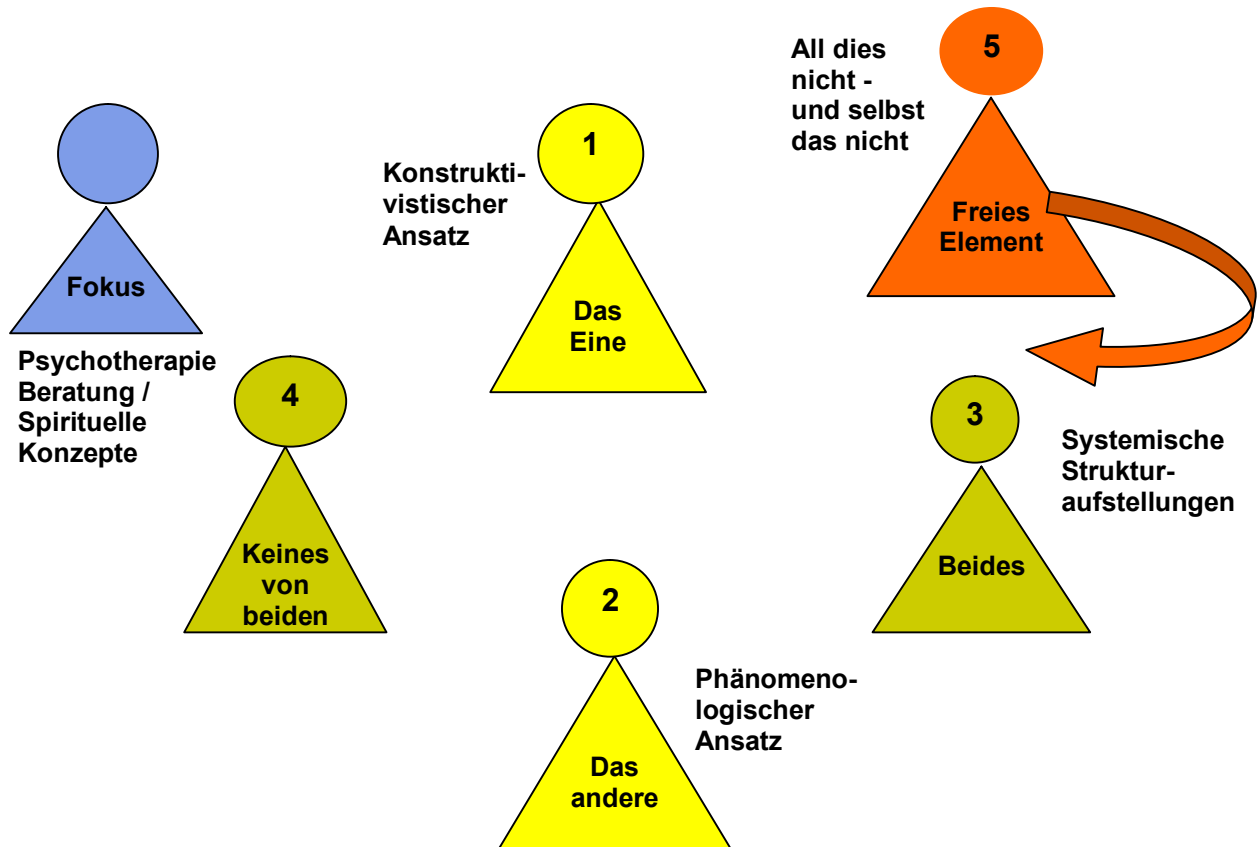 All dies
nicht -
und selbst
das nicht
5
Freies
Element
1
Konstrukti-
vistischer
Ansatz
Das
Eine
Fokus
Psychotherapie
Beratung /
Spirituelle
Konzepte
4
Keines
von
beiden
3
Systemische
Struktur-
aufstellungen
Beides
2
Phänomeno-
logischer
Ansatz
Das
andere